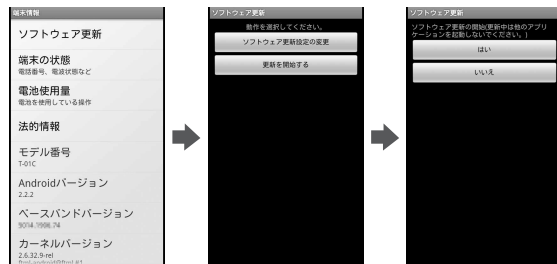 端末情報
ソフトウェア更新
端末の状態
電話番号、電波状態など
電池使用量
電池を使用している操作
法的情報
モデル番号
T-01C
Androidバージョン
2.2.2
ベースバンドバージョン
カーネルバージョン
2.6.32.9-rel
ソフトウェア更新
動作を選択してください。
ソフトウェア更新設定の変更
更新を開始する
ソフトウェア更新
ソフトウェア更新の開始(更新中は他のアプリ
ケーションを起動しないでください。)
はい
いいえ